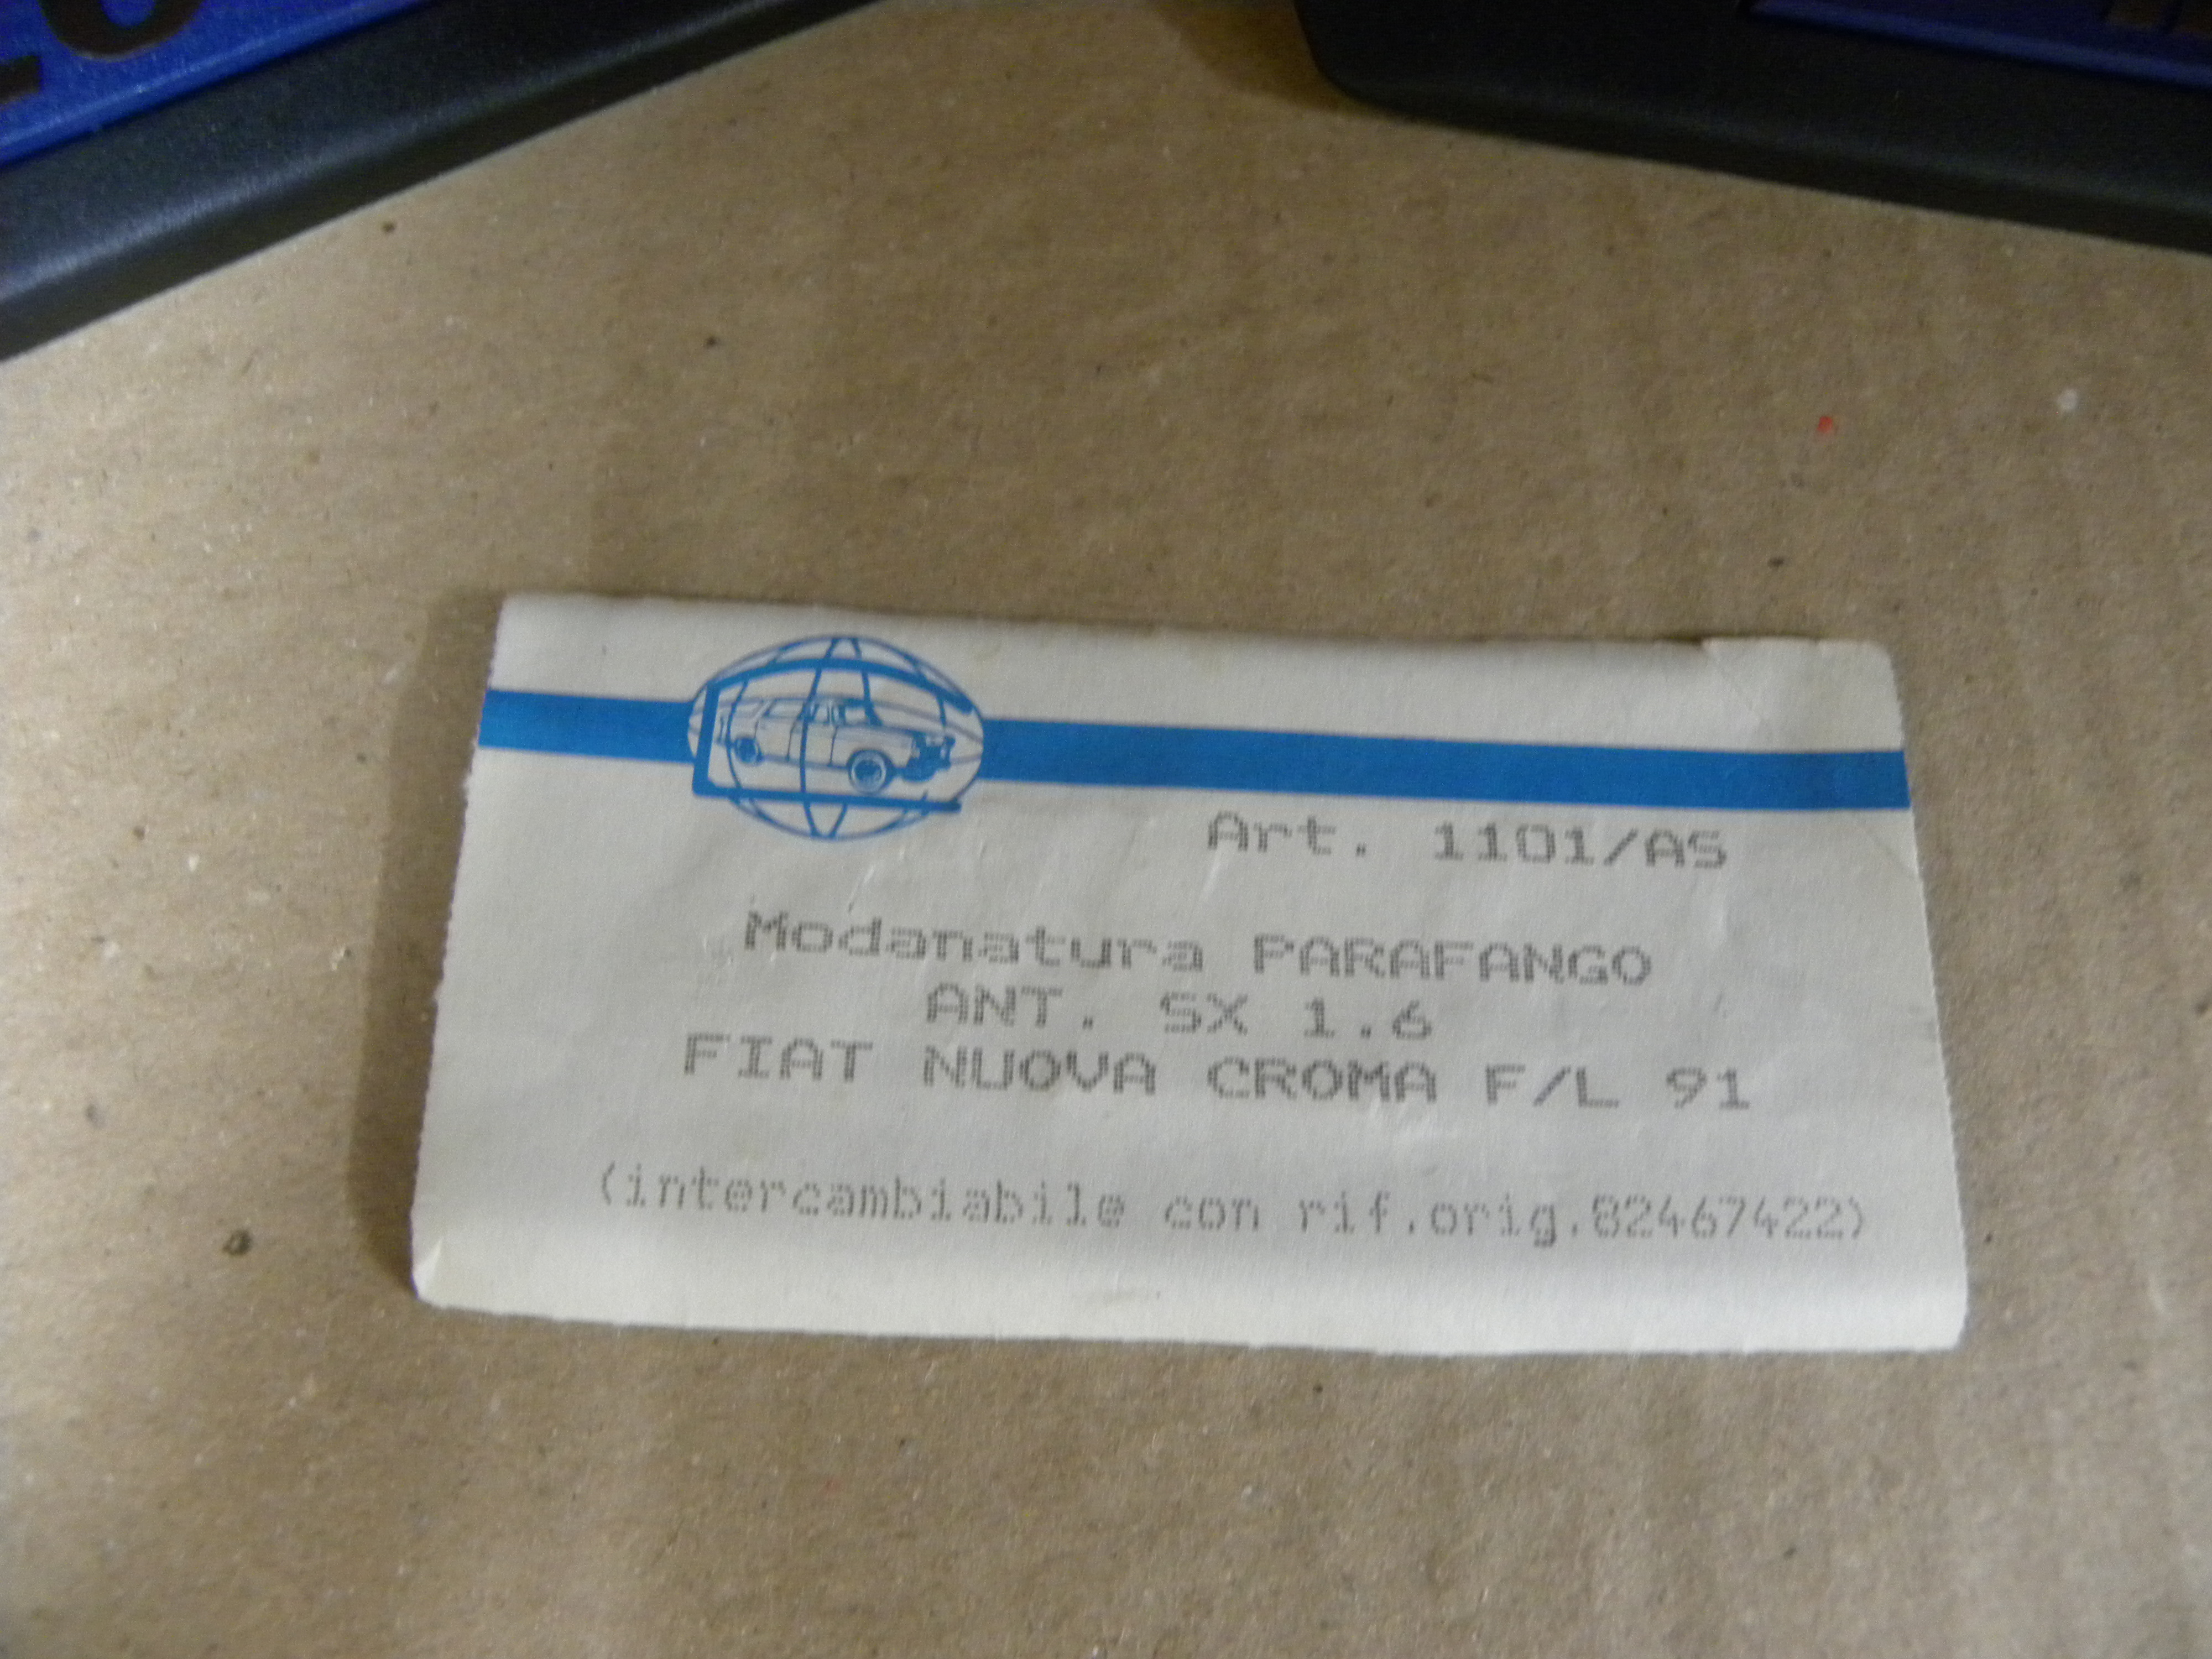 Art. 1101/AS
Modanatura PARAFANGO
ANT. SX 1.6
FIAT NUOVA CROMA F/L 91
(intercambiabile con rif.orig.82467422)